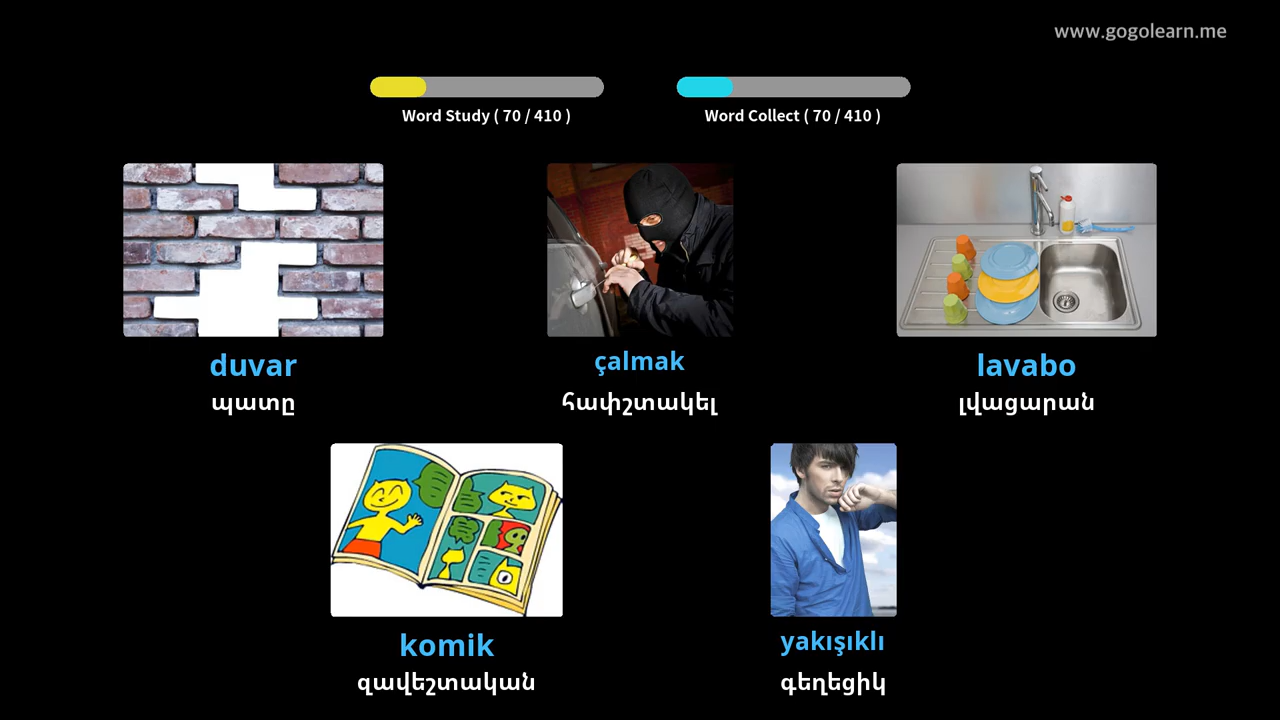 www.gogolearn.me
Word Study ( 70 / 410 )
Word Collect ( 70 / 410 )
duvar
պատը
çalmak
հափշտակել
lavabo
լվացարան
komik
զավեշտական
yakışıklı
գեղեցիկ